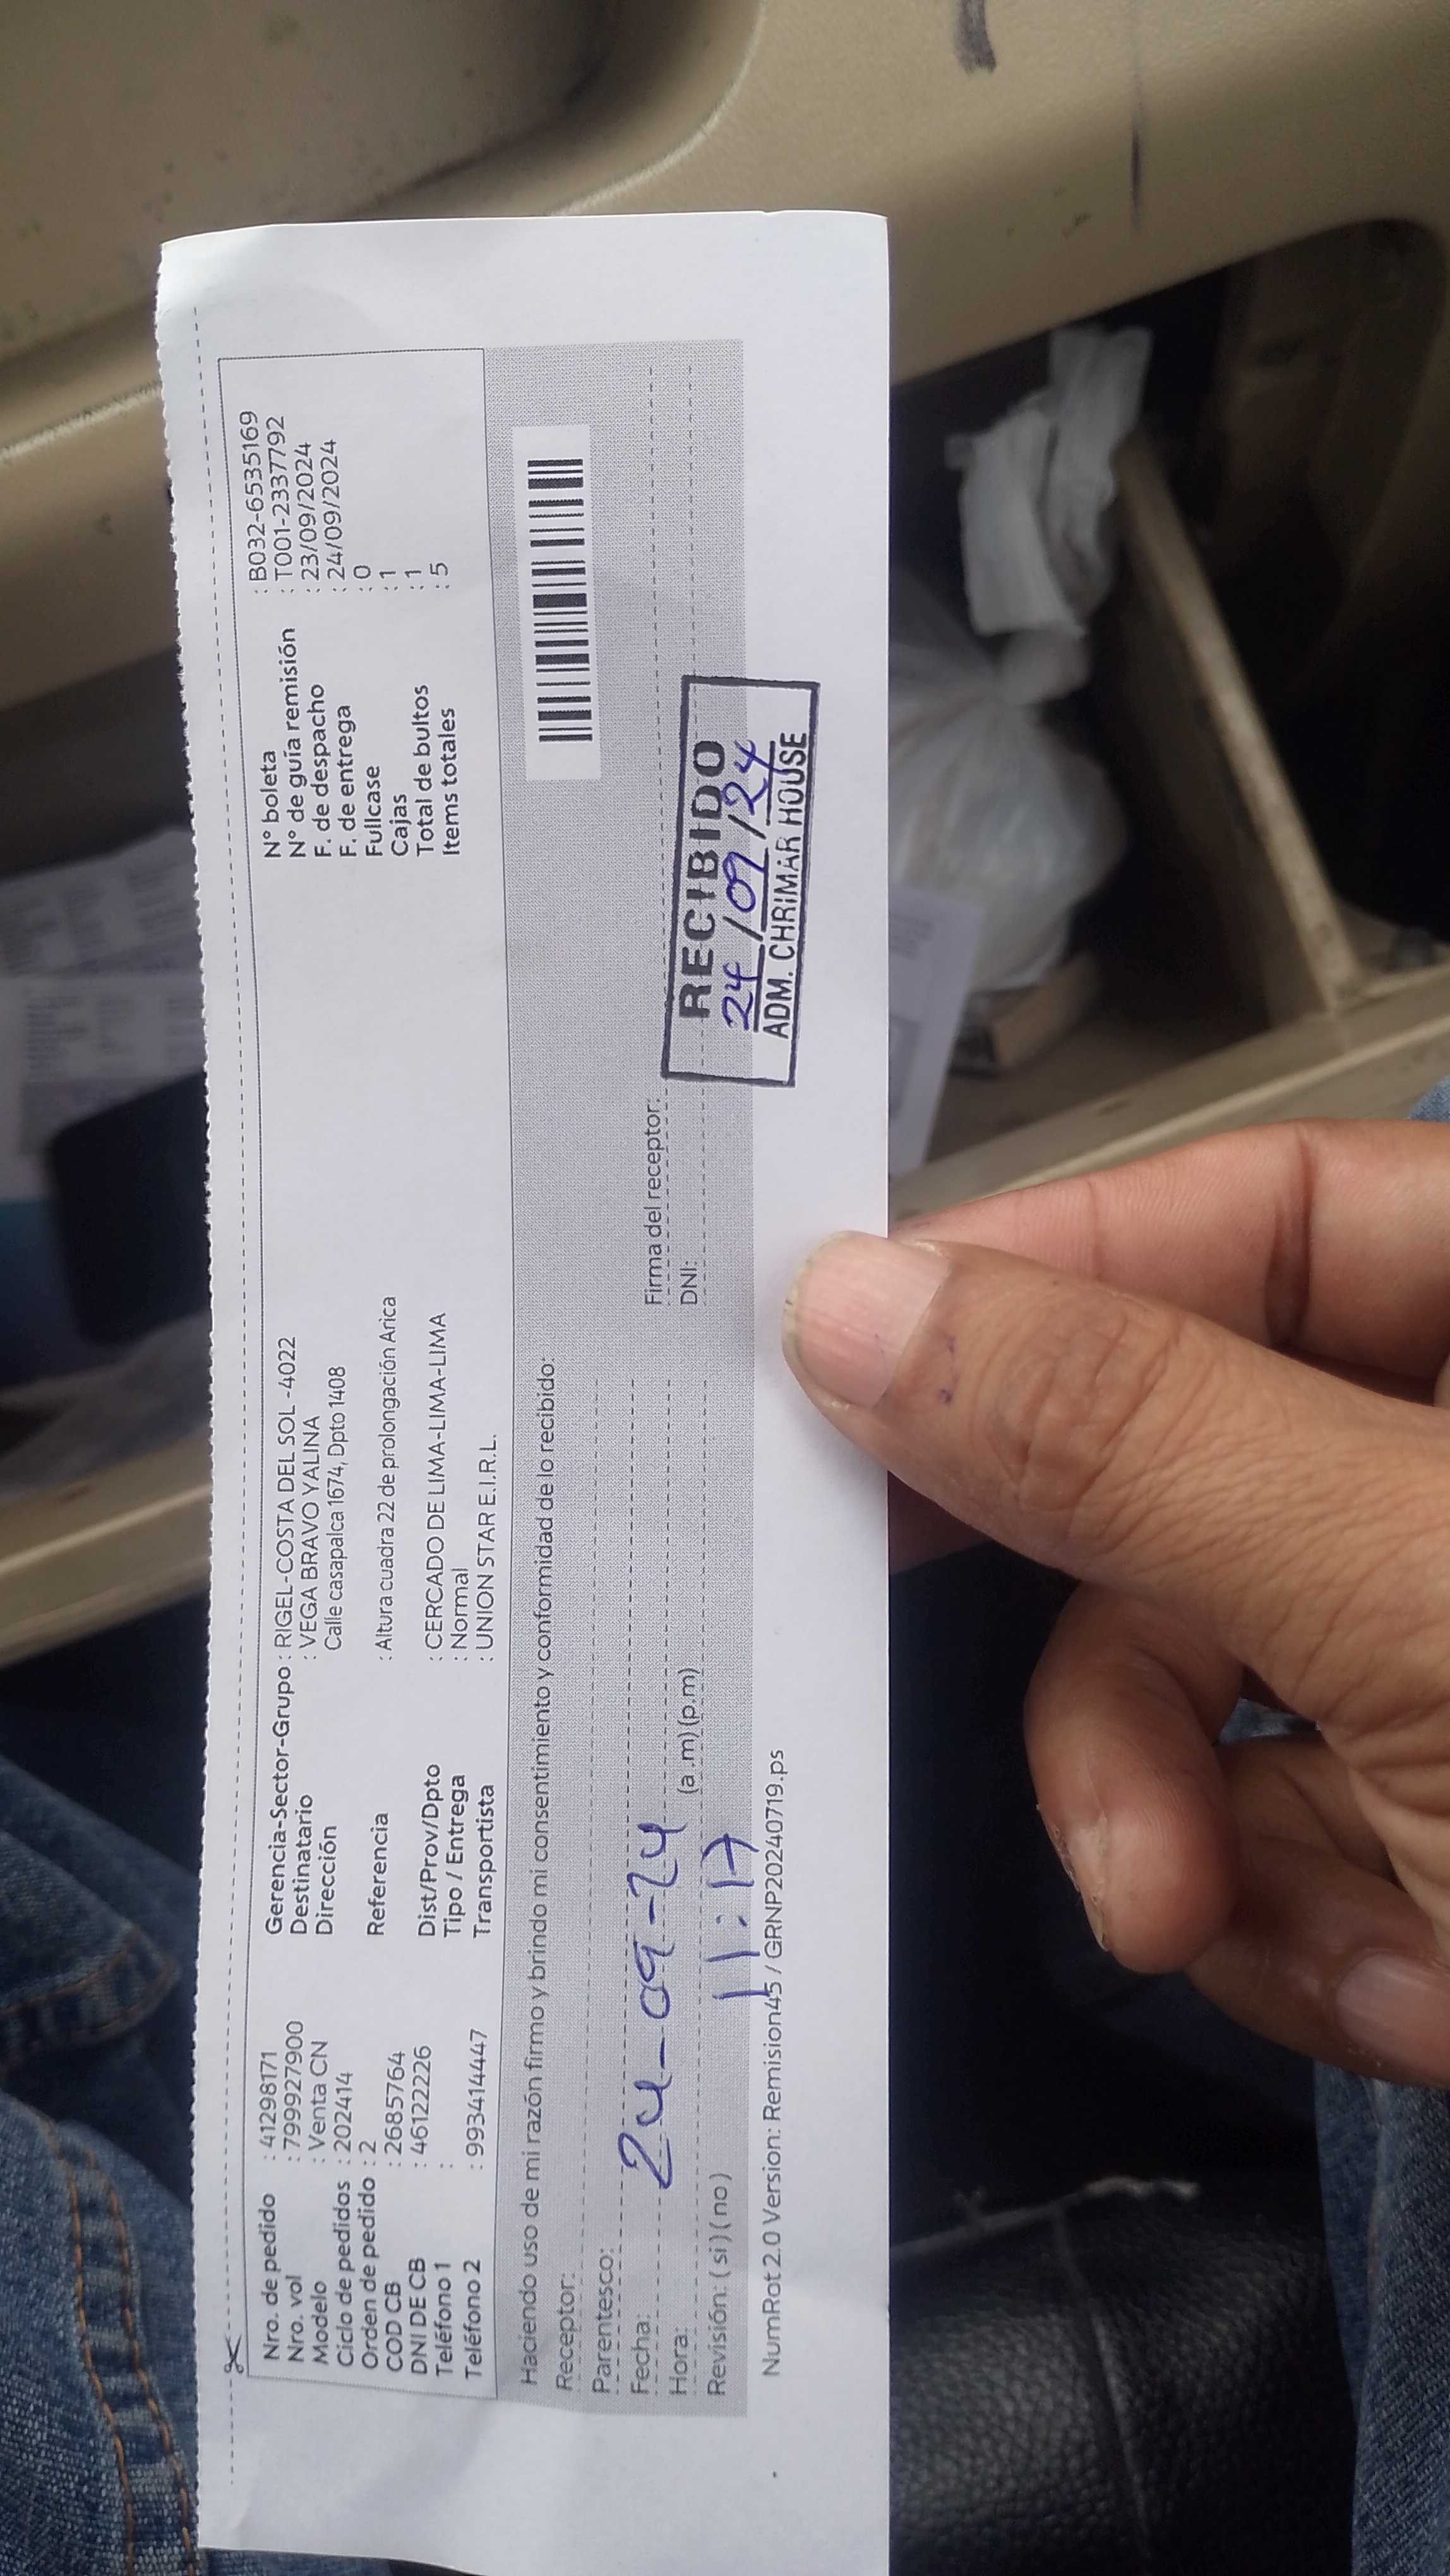 Nro. de pedido : 41298171
Nro. vol : 7999927900
Modelo : Venta CN
Ciclo de pedidos : 202414
Orden de pedido : 2
COD CB : 2685764
DNI DE CB : 46122226
Teléfono 1 :
Teléfono 2 : 993414447
Gerencia-Sector-Grupo : RIGEL-COSTA DEL SOL -4022
Destinatario : VEGA BRAVO YALINA
Dirección Calle casapalca 1674, Dpto 1408
Referencia : Altura cuadra 22 de prolongación Arica
Dist/Prov/Dpto : CERCADO DE LIMA-LIMA-LIMA
Tipo / Entrega : Normal
Transportista : UNION STAR E.I.R.L.
N° boleta : B032-6535169
N° de guía remisión : T001-2337792
F. de despacho : 23/09/2024
F. de entrega : 24/09/2024
Fullcase : 0
Cajas : 1
Total de bultos : 1
Items totales : 5
Haciendo uso de mi razón firmo y brindo mi consentimiento y conformidad de lo recibido:
Receptor:
Parentesco:
Fecha: 24-09-24
Hora: 11:17 (a.m) (p.m)
Revisión: ( si ) ( no )
Firma del receptor:
DNI:
RECIBIDO
24/09/24
ADM. CHRIMAR HOUSE
NumRot 2.0 Version: Remision45 / GRNP20240719.ps